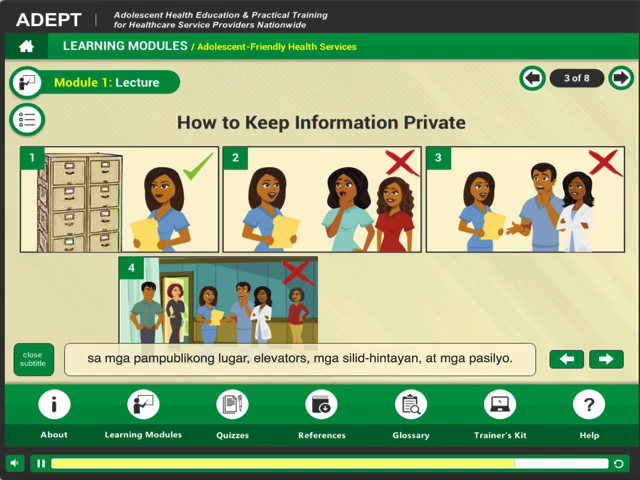 ADEPT
Adolescent Health Education & Practical Training
for Healthcare Service Providers Nationwide
LEARNING MODULES / Adolescent-Friendly Health Services
Module 1: Lecture
3 of 8
How to Keep Information Private
1
2
3
4
close
subtitle
sa mga pampublikong lugar, elevators, mga silid-hintayan, at mga pasilyo.
About
Learning Modules
Quizzes
References
Glossary
Trainer's Kit
Help